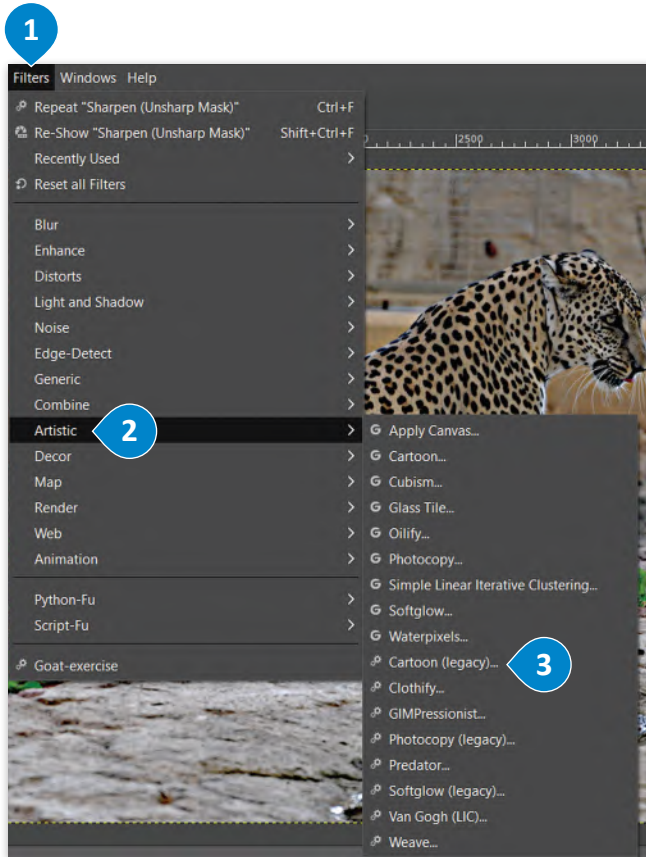 1
Filters Windows Help
Repeat "Sharpen (Unsharp Mask)" Ctrl+F
Re-Show "Sharpen (Unsharp Mask)" Shift+Ctrl+F
Recently Used
Reset all Filters
2500 3000
Blur
Enhance
Distorts
Light and Shadow
Noise
Edge-Detect
Generic
Combine
Artistic 2
Decor
Map
Render
Web
Animation
Python-Fu
Script-Fu
Goat-exercise
Apply Canvas...
Cartoon...
Cubism...
Glass Tile...
Oilify...
Photocopy...
Simple Linear Iterative Clustering...
Softglow...
Waterpixels...
Cartoon (legacy)... 3
Clothify...
GIMPressionist...
Photocopy (legacy)...
Predator...
Softglow (legacy)...
Van Gogh (LIC)...
Weave...